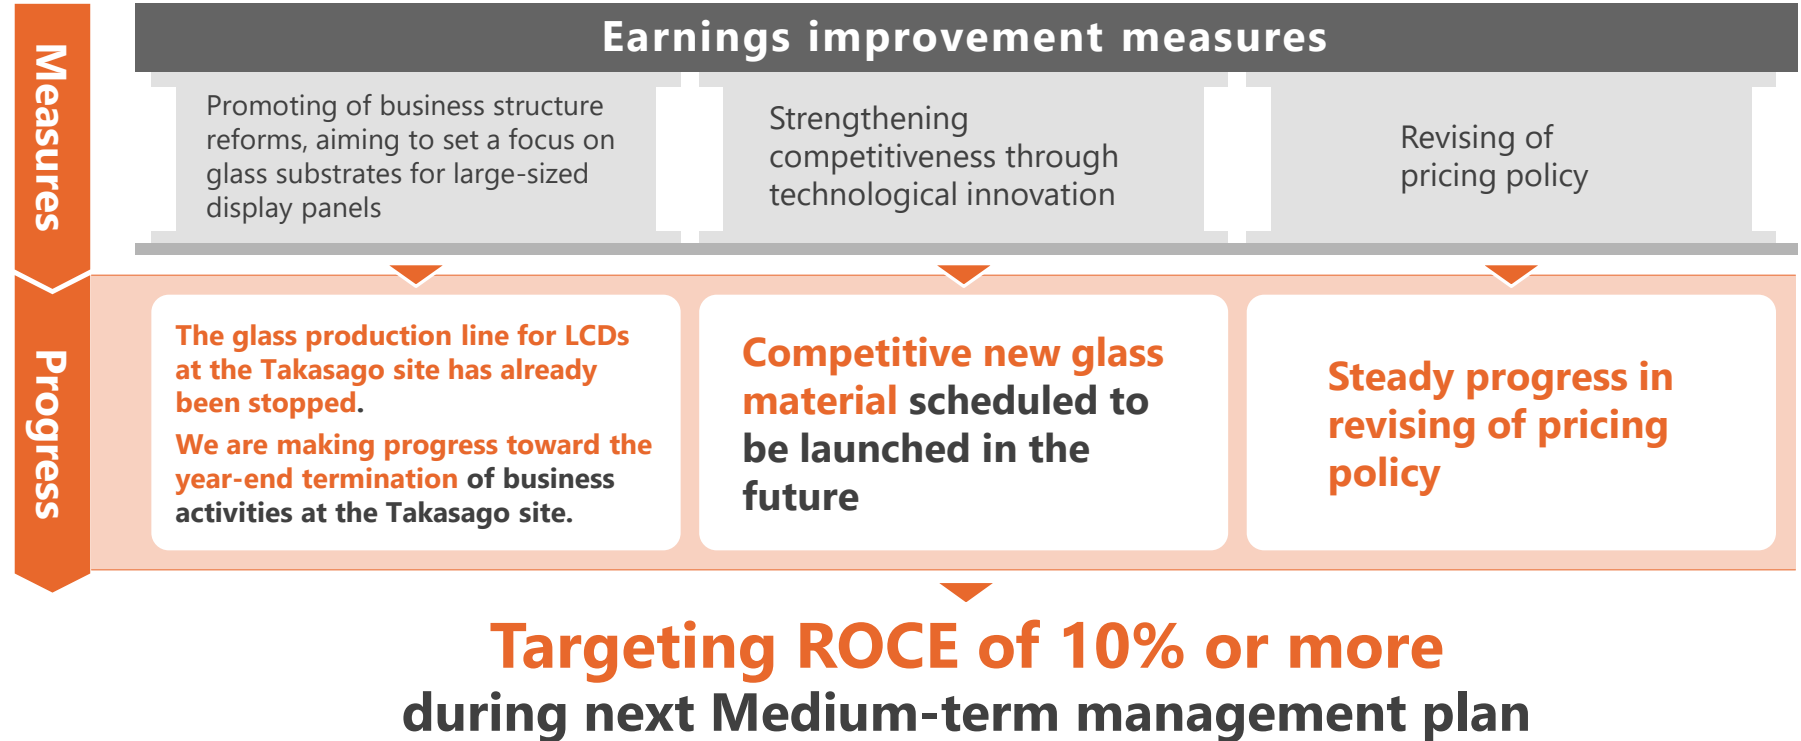 Measures
Earnings improvement measures
Promoting of business structure
reforms, aiming to set a focus on
glass substrates for large-sized
display panels
Strengthening
competitiveness through
technological innovation
Revising of
pricing policy
Progress
The glass production line for LCDs
at the Takasago site has already
been stopped.
We are making progress toward the
year-end termination of business
activities at the Takasago site.
Competitive new glass
material scheduled to
be launched in the
future
Steady progress in
revising of pricing
policy
Targeting ROCE of 10% or more
during next Medium-term management plan